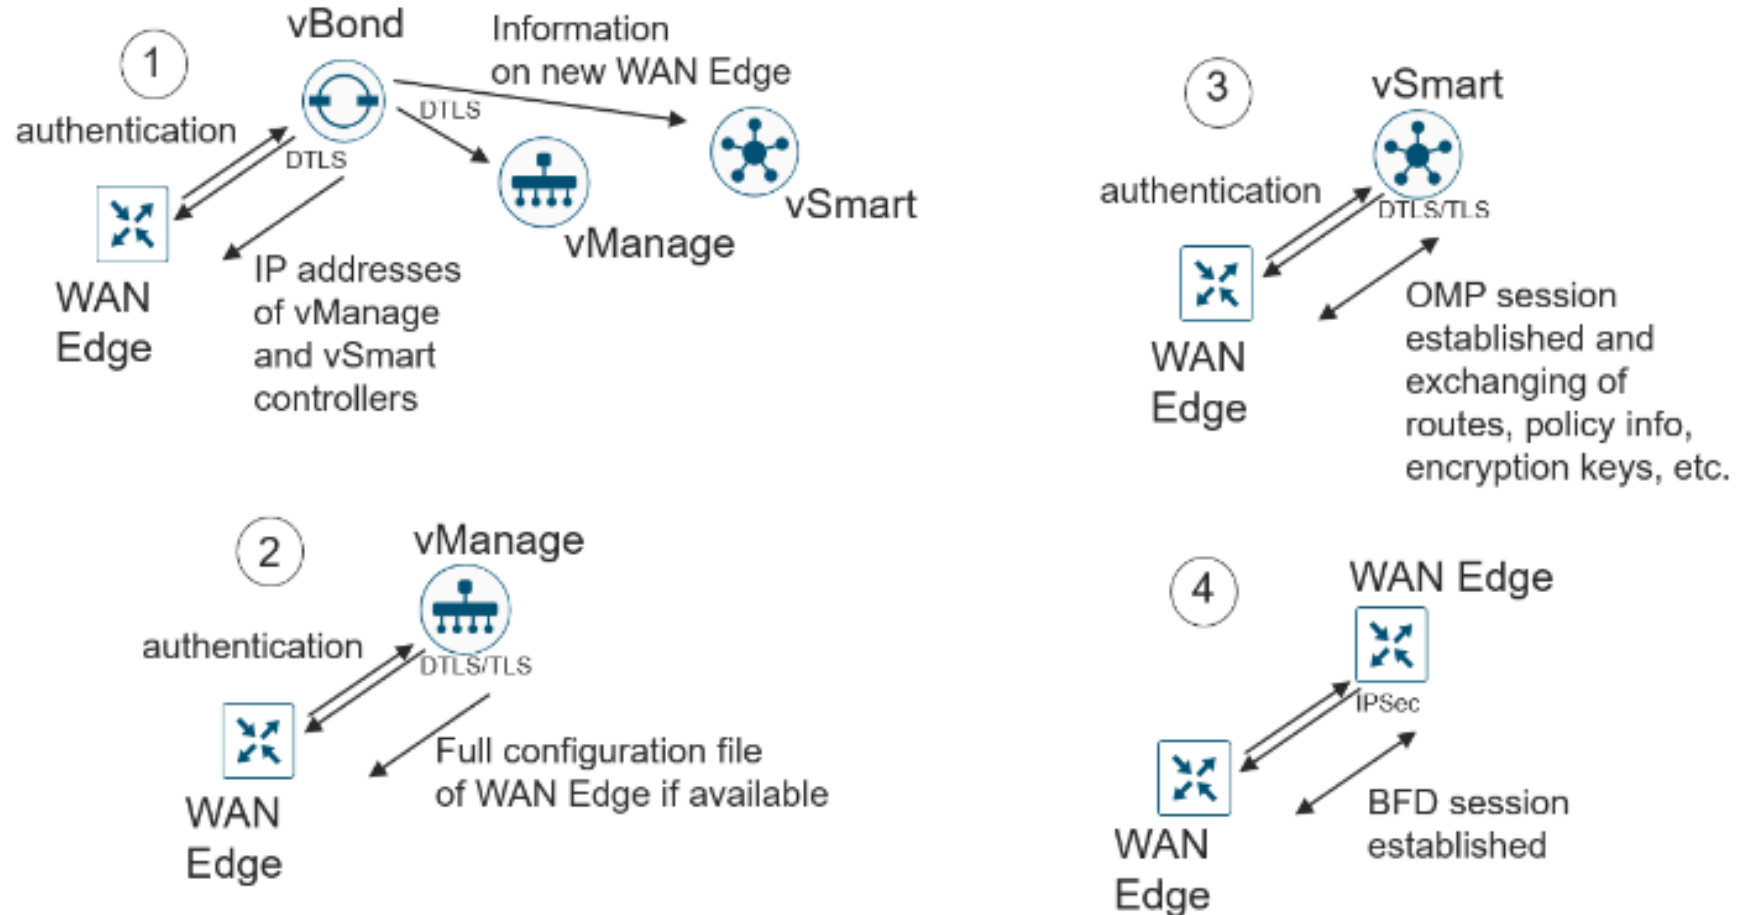 1
vBond
Information
on new WAN Edge
authentication
DTLS
DTLS
vManage
vSmart
WAN
Edge
IP addresses
of vManage
and vSmart
controllers
2
vManage
authentication
DTLS/TLS
WAN
Edge
Full configuration file
of WAN Edge if available
3
vSmart
authentication
DTLS/TLS
WAN
Edge
OMP session
established and
exchanging of
routes, policy info,
encryption keys, etc.
4
WAN Edge
IPSec
WAN
Edge
BFD session
established